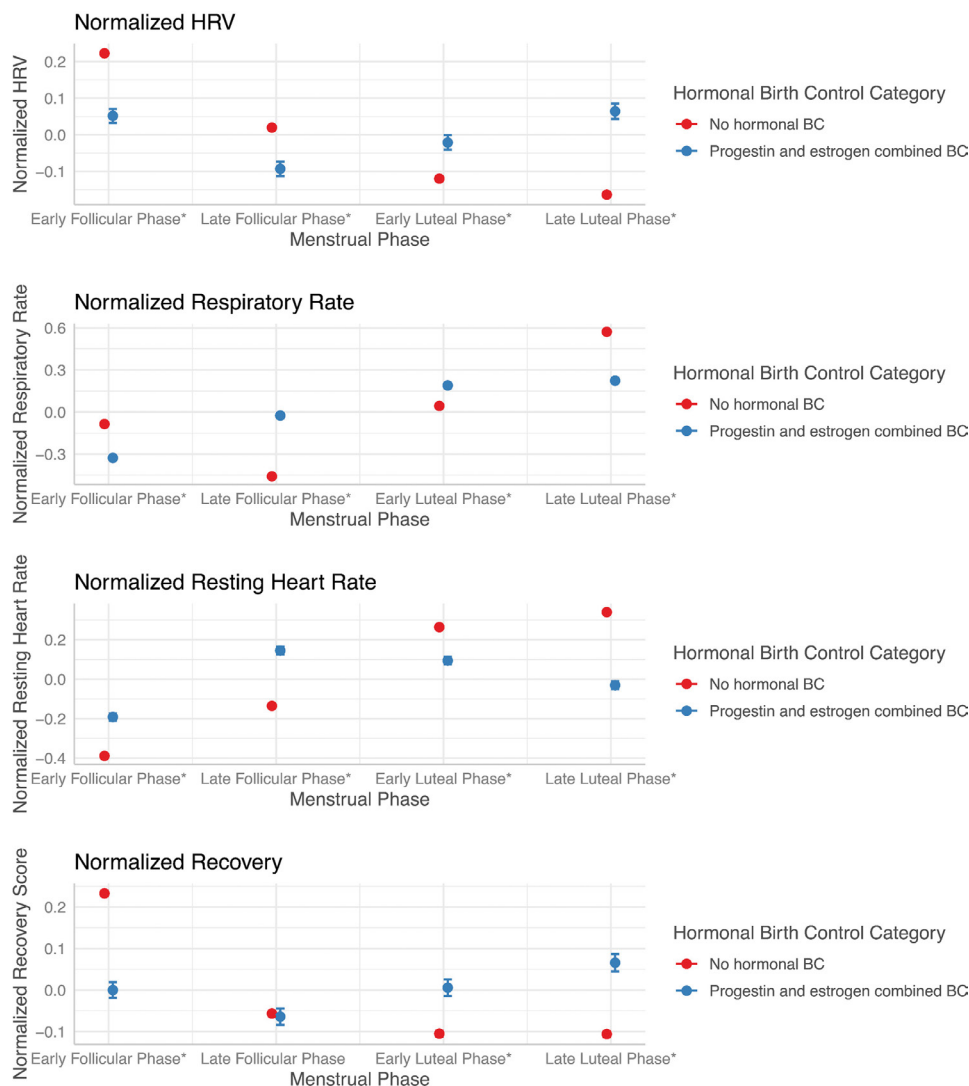 Normalized HRV
Normalized HRV
0.2
0.1
0.0
−0.1
Early Follicular Phase* Late Follicular Phase* Early Luteal Phase* Late Luteal Phase*
Menstrual Phase
Hormonal Birth Control Category
No hormonal BC
Progestin and estrogen combined BC
Normalized Respiratory Rate
Normalized Respiratory Rate
0.6
0.3
0.0
−0.3
Early Follicular Phase* Late Follicular Phase* Early Luteal Phase* Late Luteal Phase*
Menstrual Phase
Hormonal Birth Control Category
No hormonal BC
Progestin and estrogen combined BC
Normalized Resting Heart Rate
Normalized Resting Heart Rate
0.2
0.0
−0.2
−0.4
Early Follicular Phase* Late Follicular Phase* Early Luteal Phase* Late Luteal Phase*
Menstrual Phase
Hormonal Birth Control Category
No hormonal BC
Progestin and estrogen combined BC
Normalized Recovery
Normalized Recovery Score
0.2
0.1
0.0
−0.1
Early Follicular Phase* Late Follicular Phase Early Luteal Phase* Late Luteal Phase*
Menstrual Phase
Hormonal Birth Control Category
No hormonal BC
Progestin and estrogen combined BC